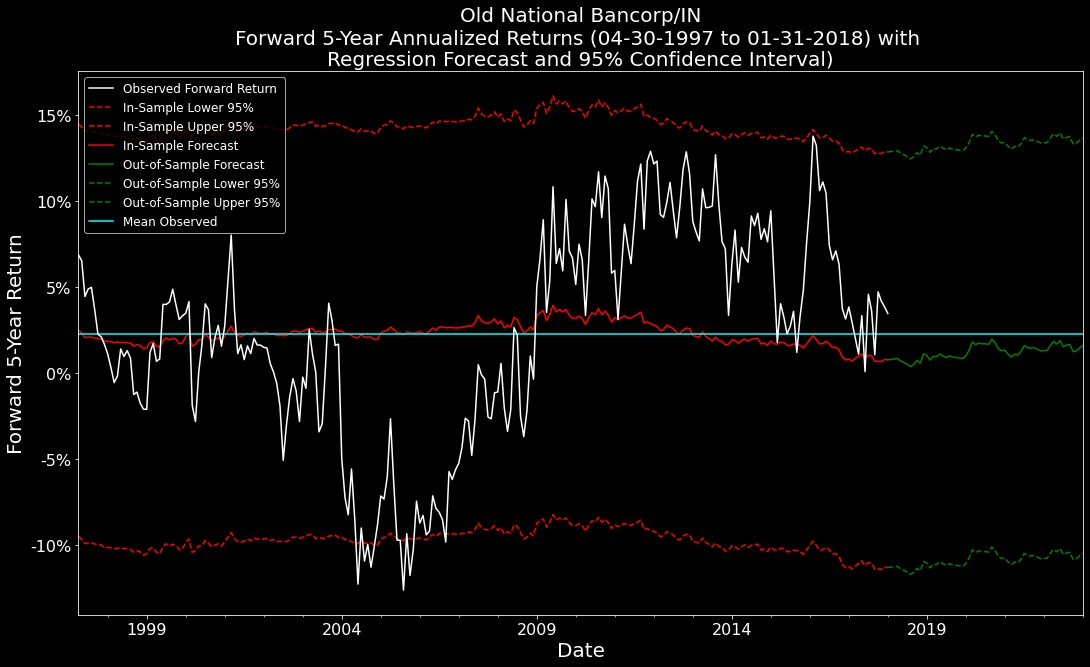 Old National Bancorp/IN
Forward 5-Year Annualized Returns (04-30-1997 to 01-31-2018) with
Regression Forecast and 95% Confidence Interval)
Observed Forward Return
In-Sample Lower 95%
In-Sample Upper 95%
In-Sample Forecast
Out-of-Sample Forecast
Out-of-Sample Lower 95%
Out-of-Sample Upper 95%
Mean Observed
15%
10%
5%
0%
-5%
-10%
Forward 5-Year Return
1999
2004
2009
2014
2019
Date